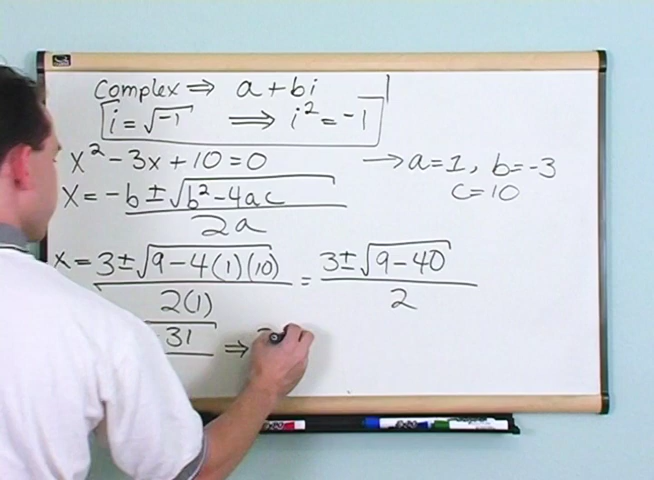 Complex ⇒ a + bi
i = √-1 ⇒ i² = -1
x² - 3x + 10 = 0 → a = 1, b = -3
c = 10
x = -b ± √b² - 4ac
2a
x = 3 ± √9 - 4(1)(10) = 3 ± √9 - 40
2(1) 2
31 ⇒